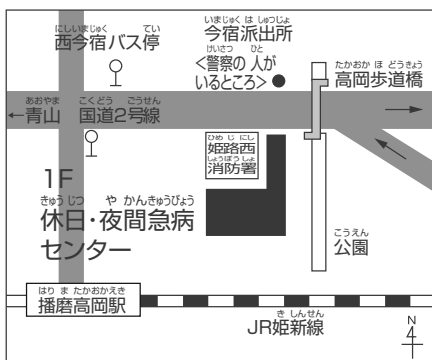 にしいまじゅく てい
西今宿バス停
いまじゅく は しゅつじょ
今宿派出所
けいさつ ひと
<警察の人が
いるところ>
たかおか ほ どうきょう
高岡歩道橋
あおやま こくどう ごうせん
←青山 国道2号線
ひめ じ にし
姫路西
しょうぼうしょ
消防署
1F
きゅうじつ や かんきゅうびょう
休日・夜間急病
センター
こうえん
公園
はり ま たかおかえき
播磨高岡駅
き しんせん
JR姫新線
N
4